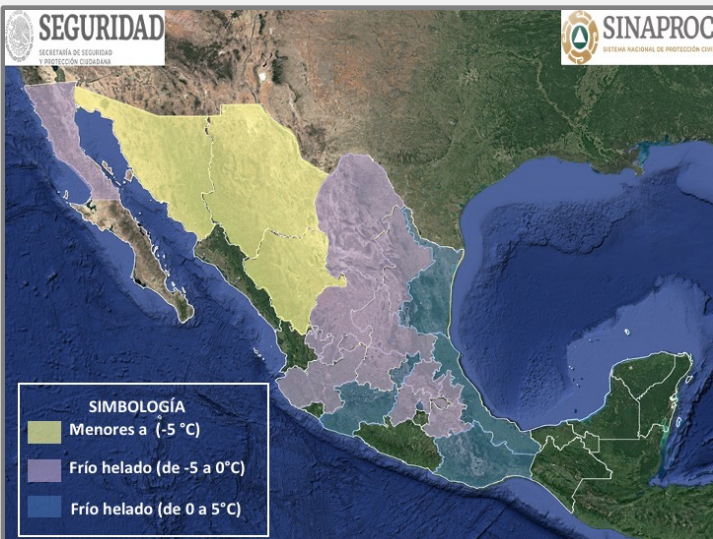 SEGURIDAD
SECRETARÍA DE SEGURIDAD
Y PROTECCIÓN CIUDADANA
SINAPROC
SISTEMA NACIONAL DE PROTECCIÓN CIVI
SIMBOLOGÍA
Menores a (-5 °C)
Frío helado (de -5 a 0°C)
Frío helado (de 0 a 5°C)